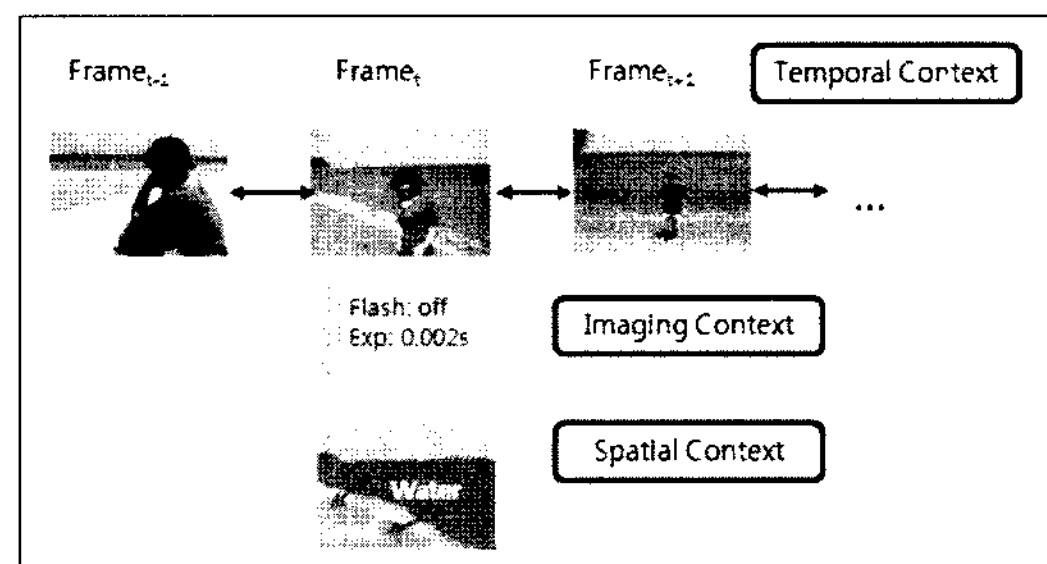 Frame t-1 Frame t Frame t+1 Temporal Context
...
Flash: off
Exp: 0.002s
Imaging Context
Spatial Context
Water